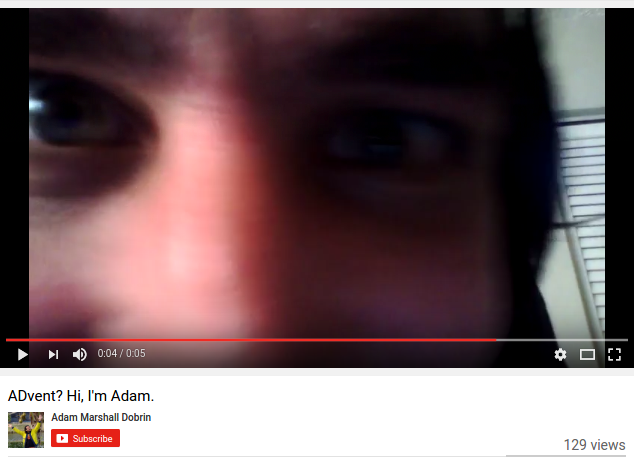 0:04 / 0:05
ADvent? Hi, I'm Adam.
Adam Marshall Dobrin
Subscribe
129 views